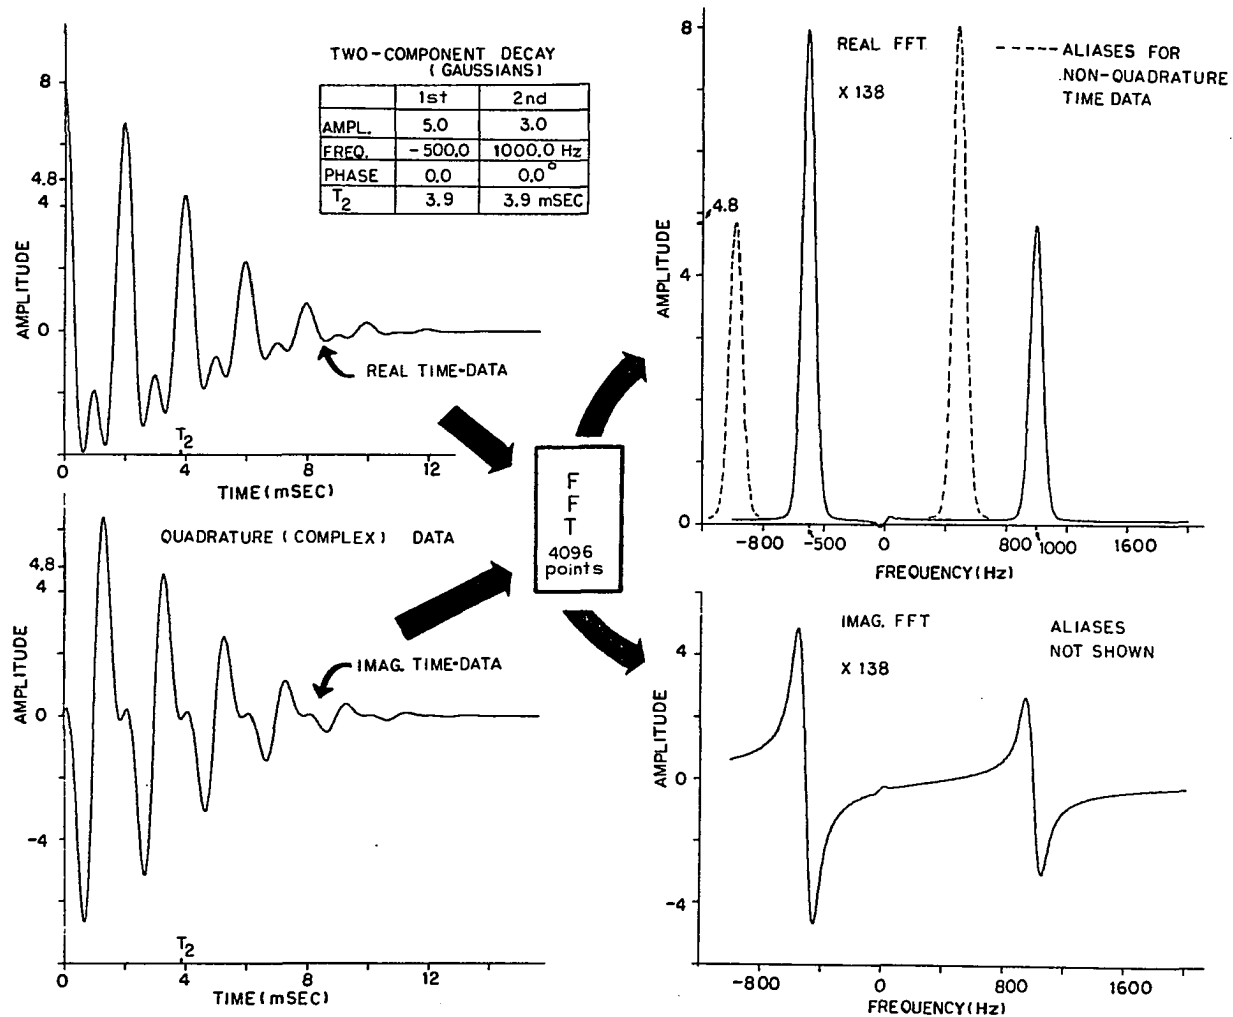 TWO-COMPONENT DECAY
(GAUSSIANS)
1st 2nd
AMPL. 5.0 3.0
FREQ. -500.0 1000.0 Hz
PHASE 0.0 0.0°
T2 3.9 3.9 mSEC
8
4.8
4
0
AMPLITUDE
REAL TIME-DATA
T2
0 4 8 12
TIME(mSEC)
QUADRATURE (COMPLEX) DATA
4.8
4
0
-4
AMPLITUDE
IMAG. TIME-DATA
T2
0 4 8 12
TIME(mSEC)
F
F
T
4096
points
8
4.8
4
0
AMPLITUDE
REAL FFT
X 138
ALIASES FOR
NON-QUADRATURE
TIME DATA
-800 -500 0 800 1000 1600
FREQUENCY(Hz)
IMAG. FFT
X 138
ALIASES
NOT SHOWN
4
0
-4
AMPLITUDE
-800 0 800 1600
FREQUENCY(Hz)